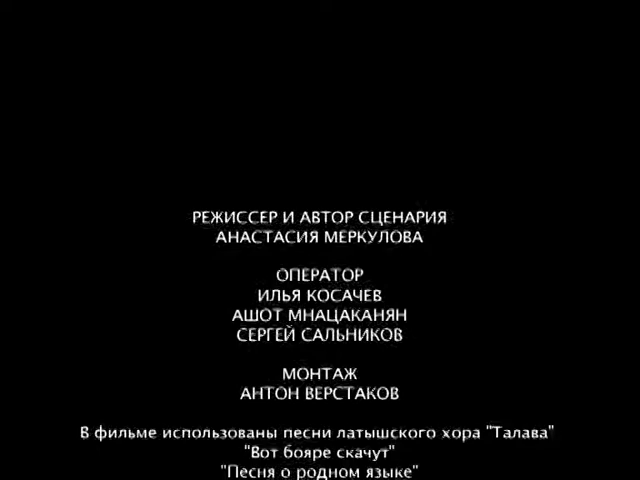 РЕЖИССЕР И АВТОР СЦЕНАРИЯ
АНАСТАСИЯ МЕРКУЛОВА
ОПЕРАТОР
ИЛЬЯ КОСАЧЕВ
АШОТ МНАЦАКАНЯН
СЕРГЕЙ САЛЬНИКОВ
МОНТАЖ
АНТОН ВЕРСТАКОВ
В фильме использованы песни латышского хора "Талава"
"Вот бояре скачут"
"Песня о родном языке"